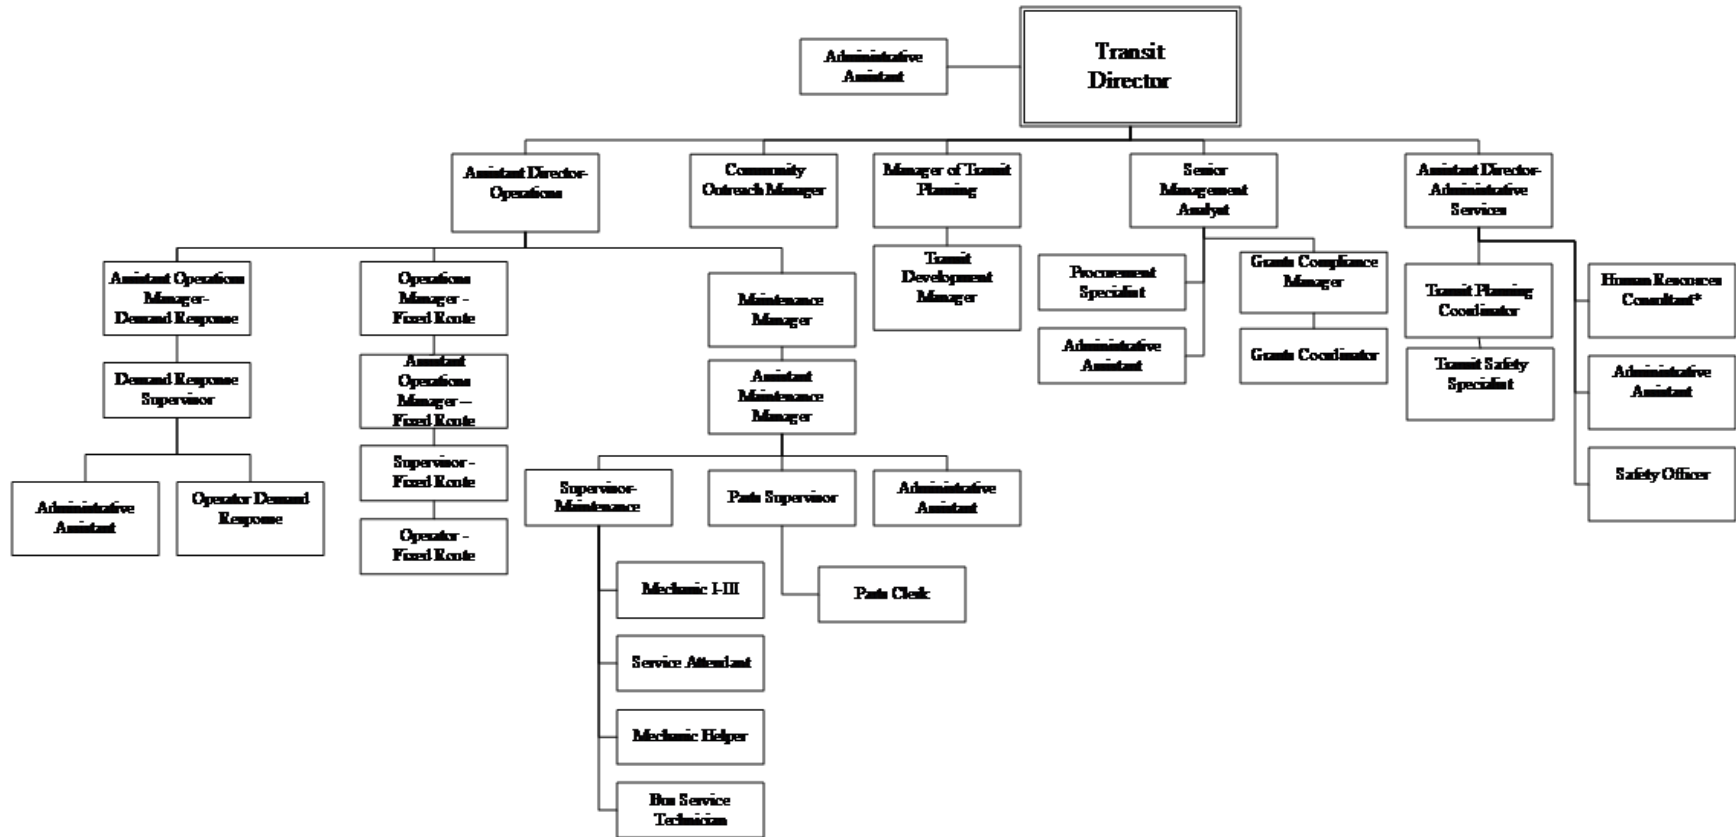 Transit
Director
Administrative
Assistant
Assistant Director-
Operations
Community
Outreach Manager
Manager of Transit
Planning
Senior
Management
Analyst
Assistant Director-
Administrative
Services
Assistant Operations
Manager-
Demand Response
Operations
Manager -
Fixed Route
Maintenance
Manager
Transit
Development
Manager
Procurement
Specialist
Grants Compliance
Manager
Transit Planning
Coordinator
Human Resources
Consultant*
Demand Response
Supervisor
Assistant
Operations
Manager –
Fixed Route
Assistant
Maintenance
Manager
Administrative
Assistant
Grants Coordinator
Transit Safety
Specialist
Administrative
Assistant
Administrative
Assistant
Operator Demand
Response
Supervisor -
Fixed Route
Operator -
Fixed Route
Supervisor-
Maintenance
Parts Supervisor
Administrative
Assistant
Safety Officer
Mechanic I-III
Parts Clerk
Service Attendant
Mechanic Helper
Bus Service
Technician